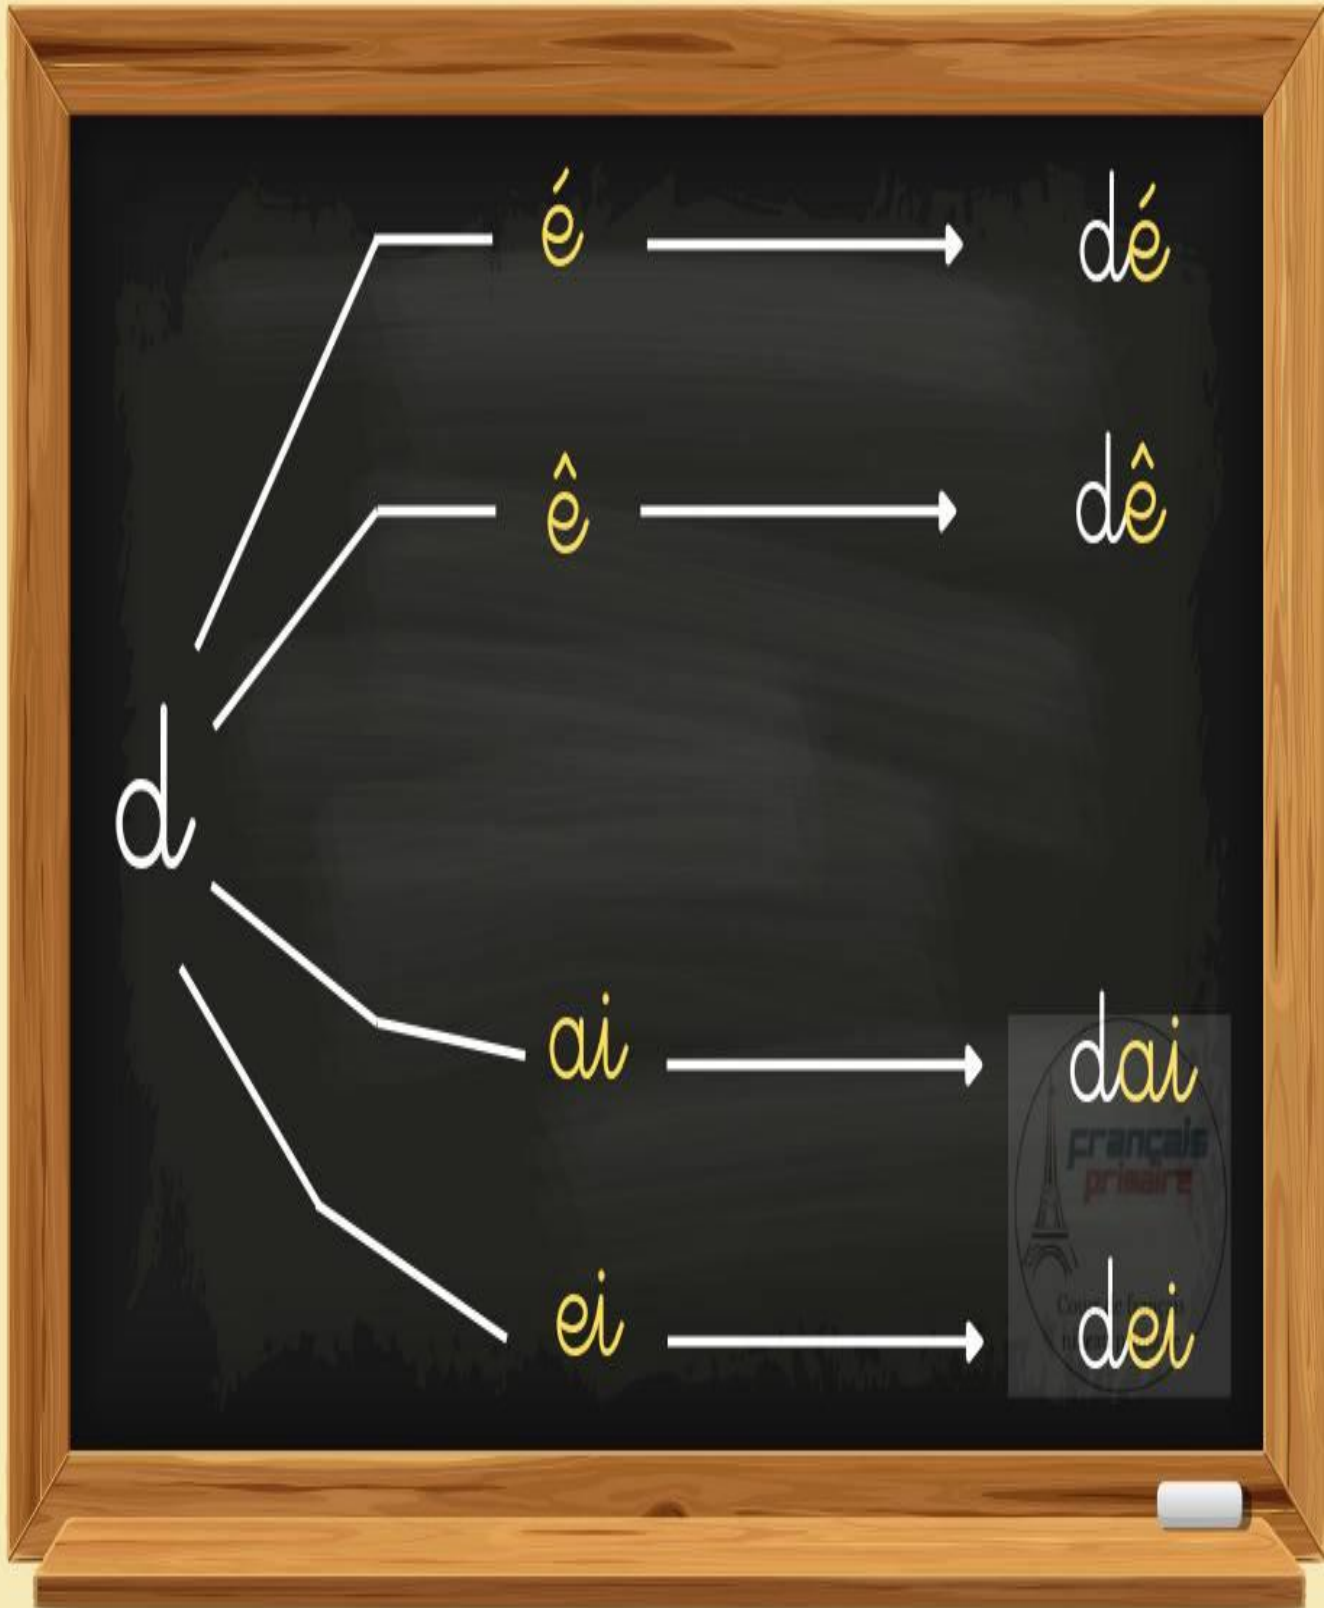 é dé
ê dê
d
ai dai
français
primaire
ei dei